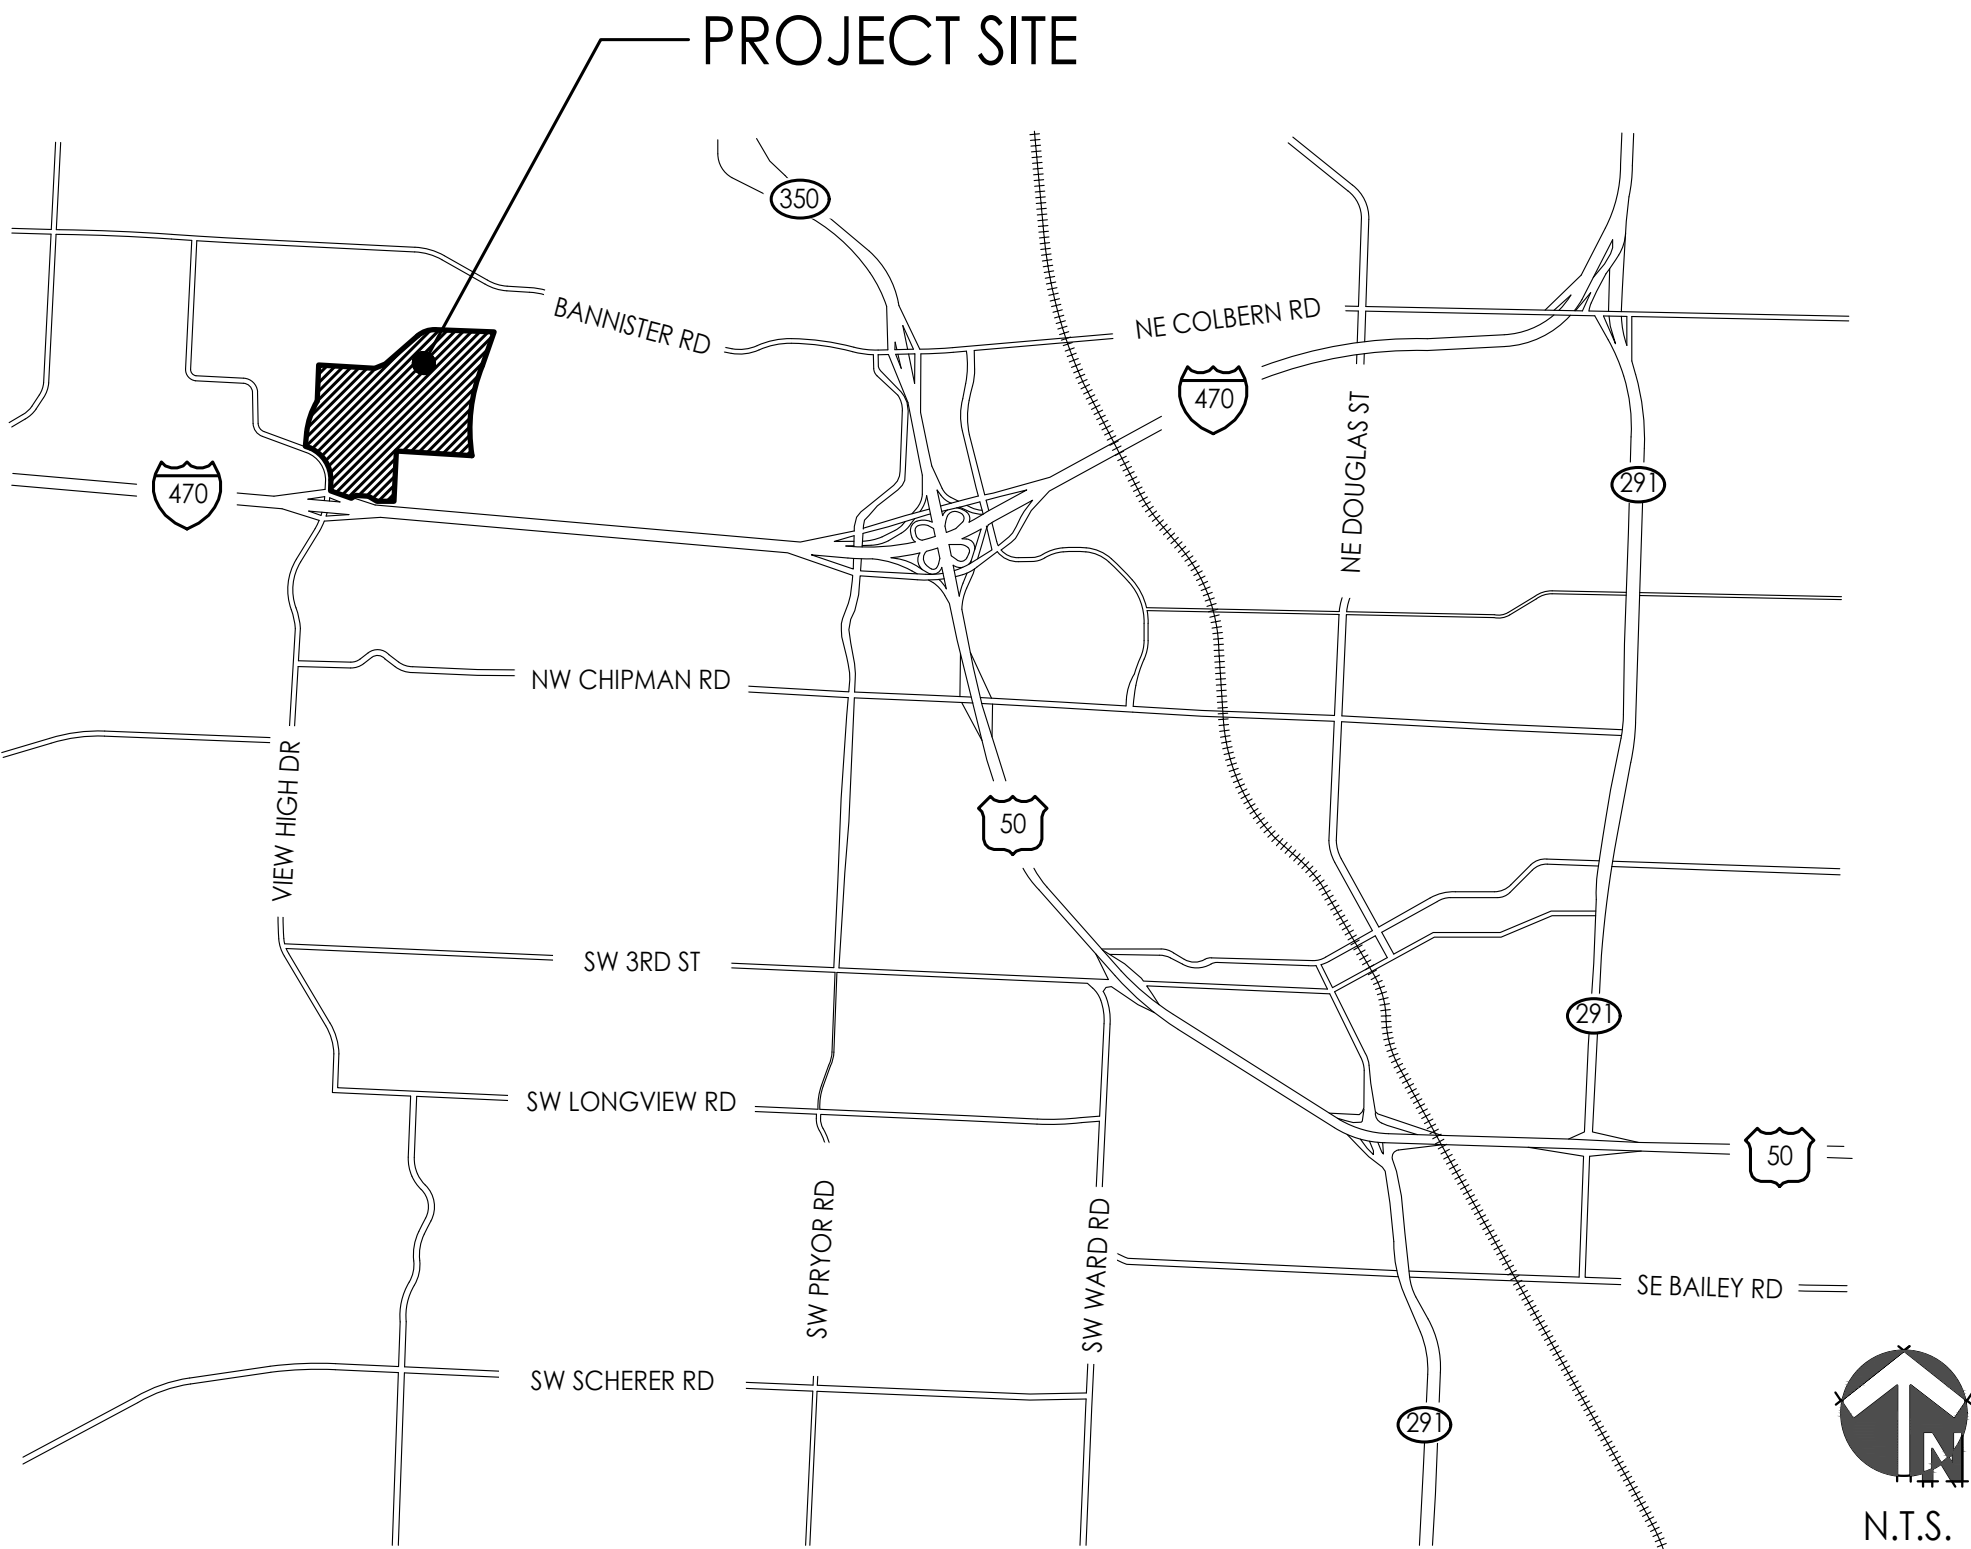 PROJECT SITE
350
BANNISTER RD
NE COLBERN RD
470
NE DOUGLAS ST
470
291
NW CHIPMAN RD
VIEW HIGH DR
50
SW 3RD ST
291
SW LONGVIEW RD
50
SW PRYOR RD
SW WARD RD
SE BAILEY RD
SW SCHERER RD
291
N
N.T.S.